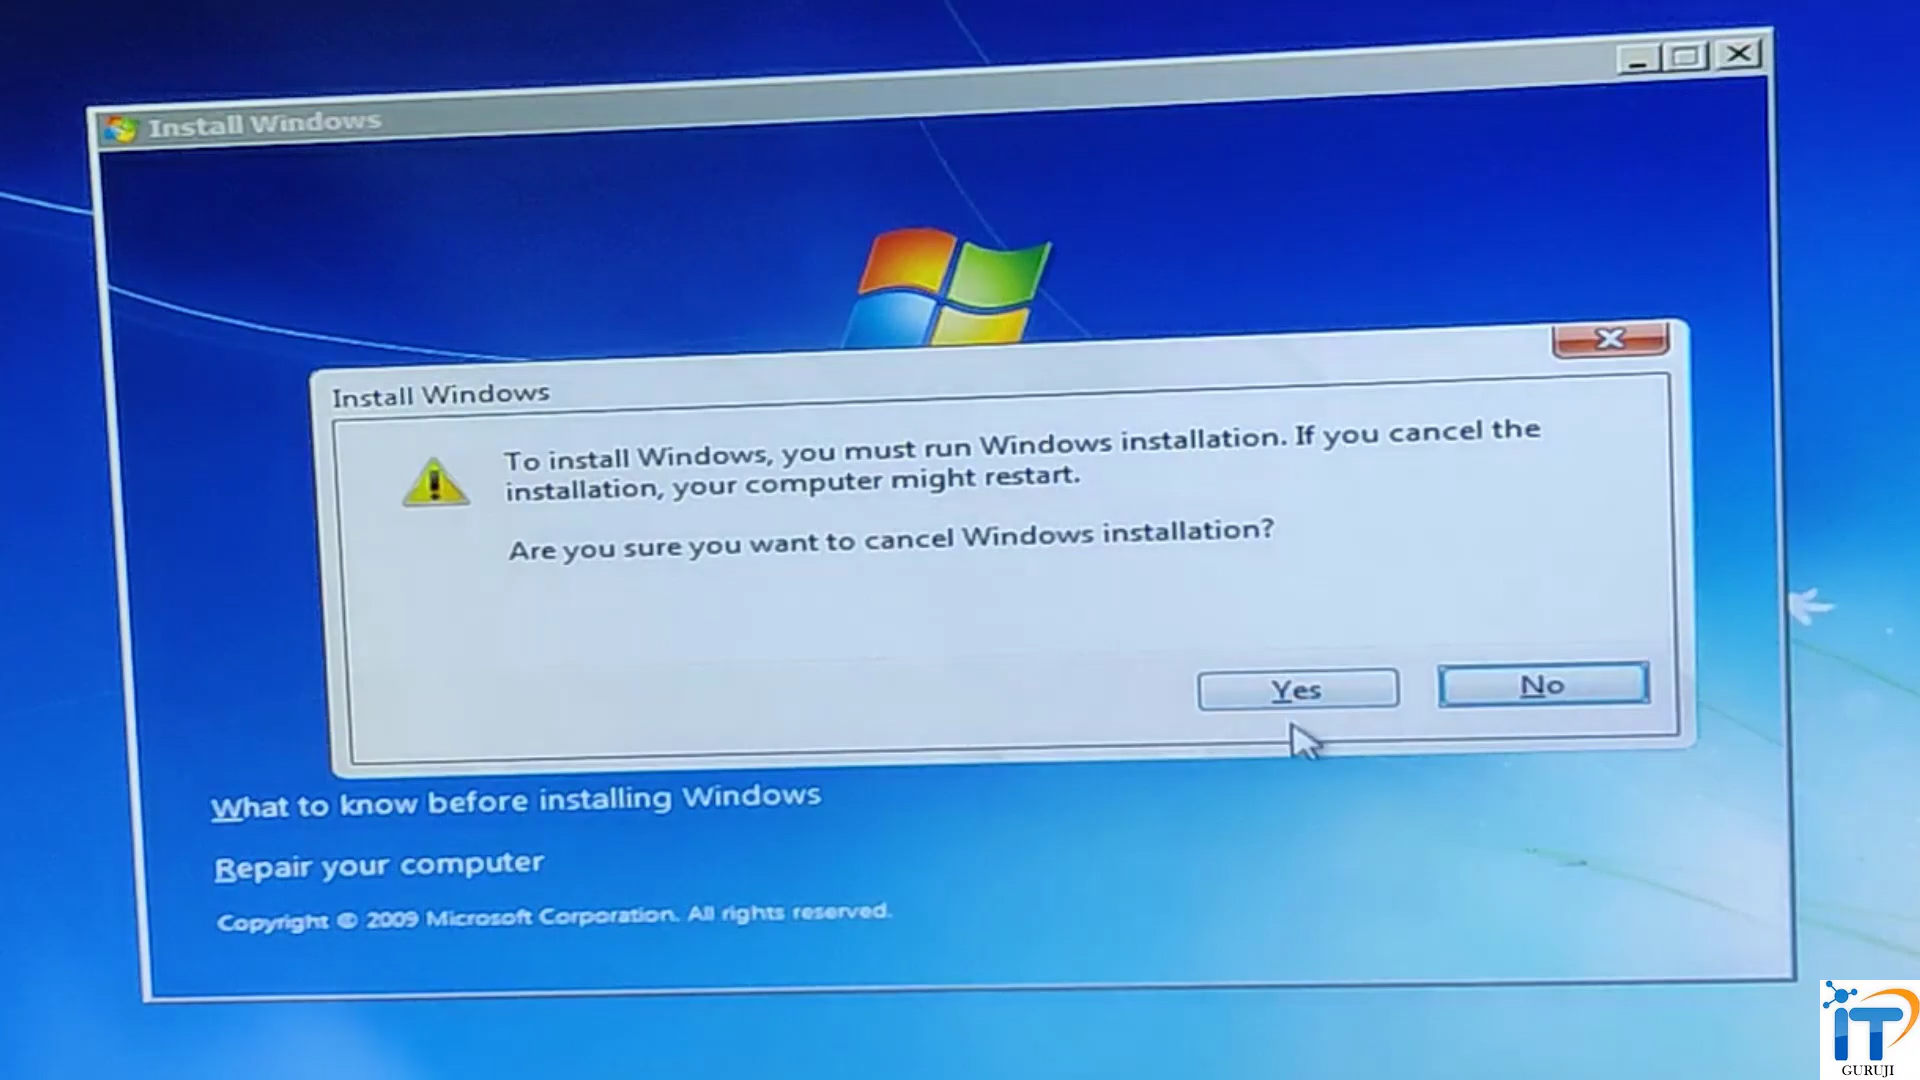 Install Windows
Install Windows
To install Windows, you must run Windows installation. If you cancel the
installation, your computer might restart.
Are you sure you want to cancel Windows installation?
Yes
No
What to know before installing Windows
Repair your computer
Copyright © 2009 Microsoft Corporation. All rights reserved.
iT
GURUJI